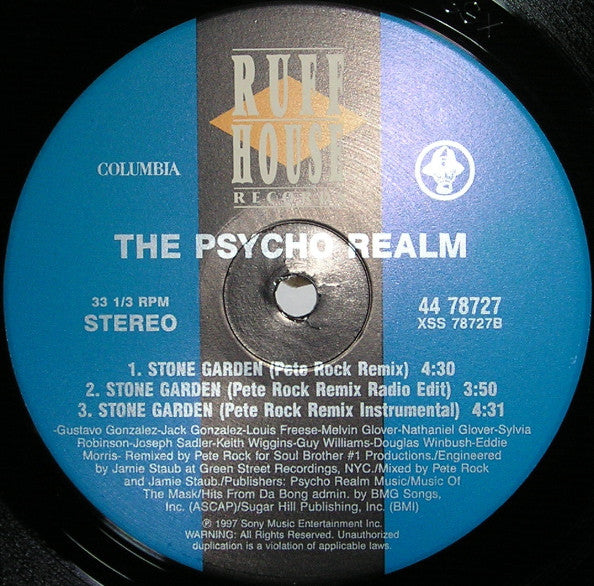 RUFF
HOUSE
RECORDS
COLUMBIA
THE PSYCHO REALM
33 1/3 RPM
STEREO
44 78727
XSS 78727B
1. STONE GARDEN (Pete Rock Remix) 4:30
2. STONE GARDEN (Pete Rock Remix Radio Edit) 3:50
3. STONE GARDEN (Pete Rock Remix Instrumental) 4:31
-Gustavo Gonzalez-Jack Gonzalez-Louis Freese-Melvin Glover-Nathaniel Glover-Sylvia
Robinson-Joseph Sadler-Keith Wiggins-Guy Williams-Douglas Winbush-Eddie
Morris- Remixed by Pete Rock for Soul Brother #1 Productions./Engineered
by Jamie Staub at Green Street Recordings, NYC./Mixed by Pete Rock
and Jamie Staub./Publishers: Psycho Realm Music/Music Of
The Mask/Hits From Da Bong admin. by BMG Songs,
Inc. (ASCAP)/Sugar Hill Publishing, Inc. (BMI)
℗ 1997 Sony Music Entertainment Inc.
WARNING: All Rights Reserved. Unauthorized
duplication is a violation of applicable laws.